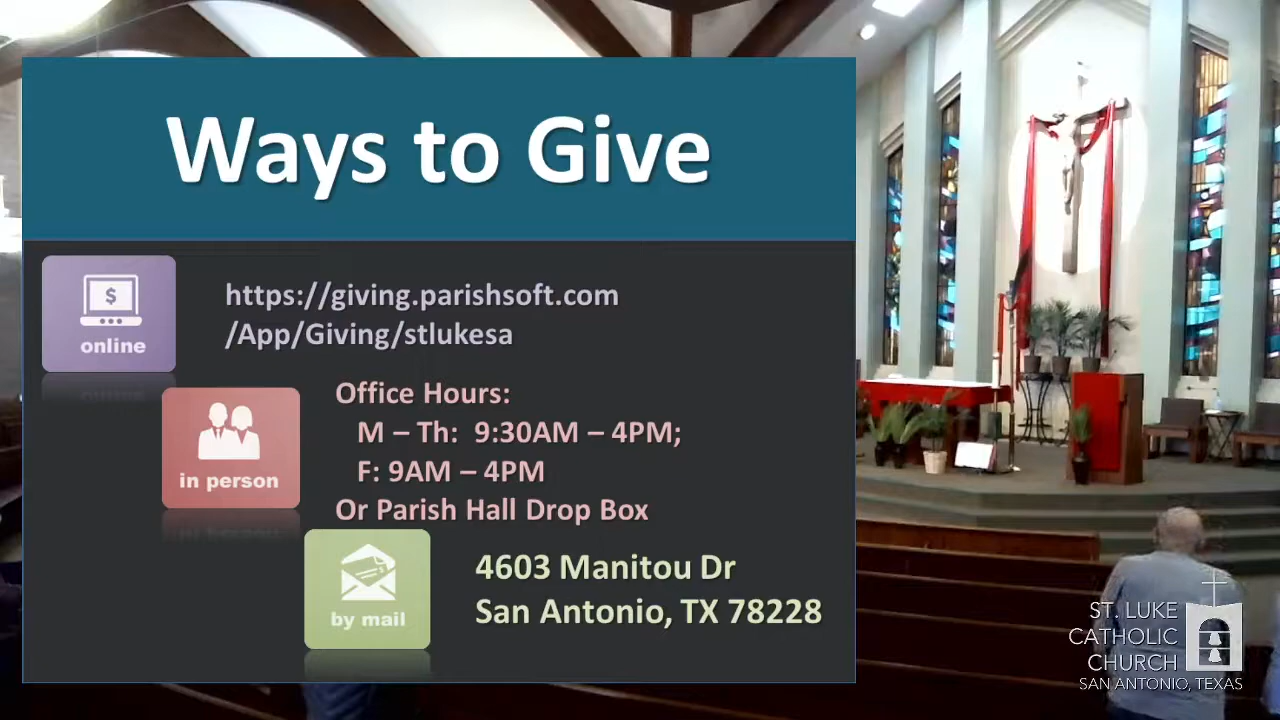 Ways to Give
$
online
https://giving.parishsoft.com
/App/Giving/stlukesa
in person
Office Hours:
M – Th: 9:30AM – 4PM;
F: 9AM – 4PM
Or Parish Hall Drop Box
by mail
4603 Manitou Dr
San Antonio, TX 78228
ST. LUKE
CATHOLIC
CHURCH
SAN ANTONIO, TEXAS